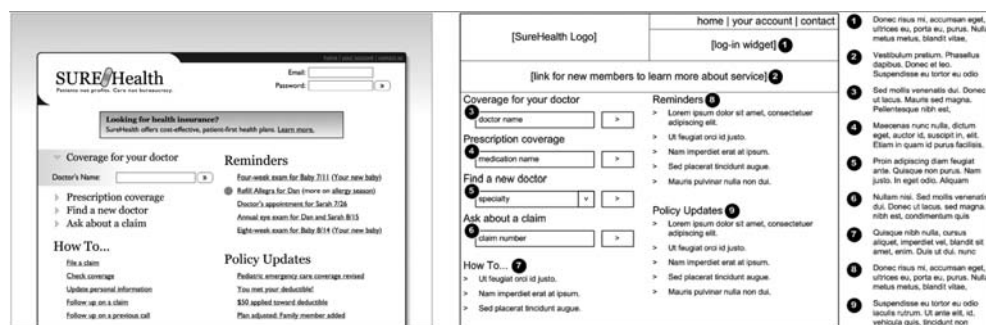 home | your account | contact us
SUREHealth
Patients not profits. Care not bureaucracy.
Email:
Password:
»
Looking for health insurance?
SureHealth offers cost-effective, patient-first health plans. Learn more.
Coverage for your doctor
Doctor's Name:
»
Prescription coverage
Find a new doctor
Ask about a claim
How To...
File a claim
Check coverage
Update personal information
Follow up on a claim
Follow up on a previous call
Reminders
Four-week exam for Baby 7/11 (Your new baby)
Refill Allegra for Dan (more on allergy season)
Doctor's appointment for Sarah 7/26
Annual eye exam for Dan and Sarah 8/15
Eight-week exam for Baby 8/14 (Your new baby)
Policy Updates
Pediatric emergency care coverage revised
You met your deductible!
$50 applied toward deductible
Plan adjusted: Family member added
[SureHealth Logo]
home | your account | contact
[log-in widget] 1
[link for new members to learn more about service] 2
Coverage for your doctor
3
doctor name >
Prescription coverage
4
medication name >
Find a new doctor
5
specialty v >
Ask about a claim
6
claim number >
How To... 7
> Ut feugiat orci id justo.
> Nam imperdiet erat at ipsum.
> Sed placerat tincidunt augue.
Reminders 8
> Lorem ipsum dolor sit amet, consectetuer
adipiscing elit.
> Ut feugiat orci id justo.
> Nam imperdiet erat at ipsum.
> Sed placerat tincidunt augue.
> Mauris pulvinar nulla non dui.
Policy Updates 9
> Lorem ipsum dolor sit amet, consectetuer
adipiscing elit.
> Ut feugiat orci id justo.
> Nam imperdiet erat at ipsum.
> Sed placerat tincidunt augue.
> Mauris pulvinar nulla non dui.
1 Donec risus mi, accumsan eget,
ultrices eu, porta eu, purus. Nulla
metus metus, blandit vitae,
2 Vestibulum pretium. Phasellus
dapibus. Donec et leo.
Suspendisse eu tortor eu odio
3 Sed mollis venenatis dui. Donec
ut lacus. Mauris sed magna.
Pellentesque nibh est,
4 Maecenas nunc nulla, dictum
eget, auctor id, suscipit in, elit.
Etiam in quam id purus facilisis.
5 Proin adipiscing diam feugiat
ante. Quisque non purus. Nam
justo. In eget odio. Aliquam
6 Nullam nisi. Sed mollis venenatis
dui. Donec ut lacus, sed magna.
nibh est, condimentum quis
7 Quisque nibh nulla, cursus
aliquet, imperdiet vel, blandit sit
amet, enim. Duis ut dui. nunc
8 Donec risus mi, accumsan eget,
ultrices eu, porta eu, purus. Nulla
metus metus, blandit vitae,
9 Suspendisse eu tortor eu odio
iaculis rutrum. Ut ante elit, id,
vehicula quis, tincidunt non